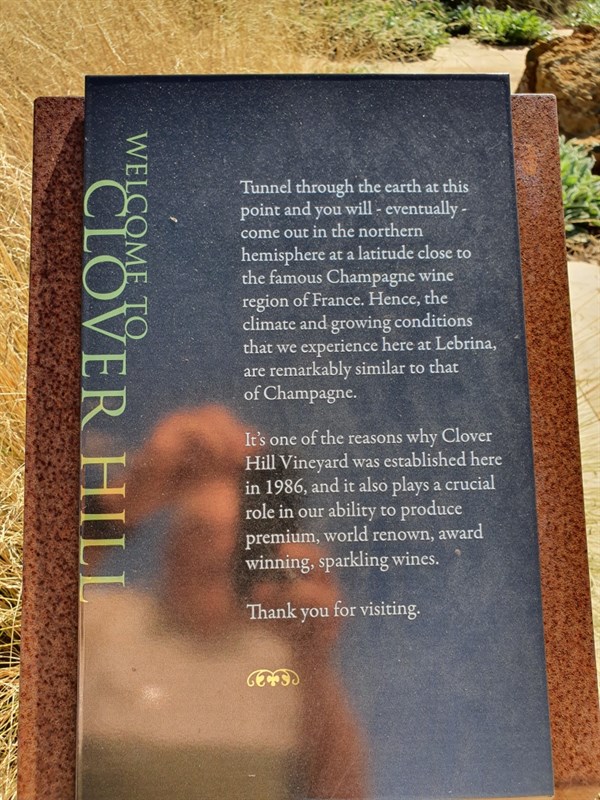 WELCOME TO
CLOVER HILL
Tunnel through the earth at this
point and you will - eventually -
come out in the northern
hemisphere at a latitude close to
the famous Champagne wine
region of France. Hence, the
climate and growing conditions
that we experience here at Lebrina,
are remarkably similar to that
of Champagne.
It's one of the reasons why Clover
Hill Vineyard was established here
in 1986, and it also plays a crucial
role in our ability to produce
premium, world renown, award
winning, sparkling wines.
Thank you for visiting.